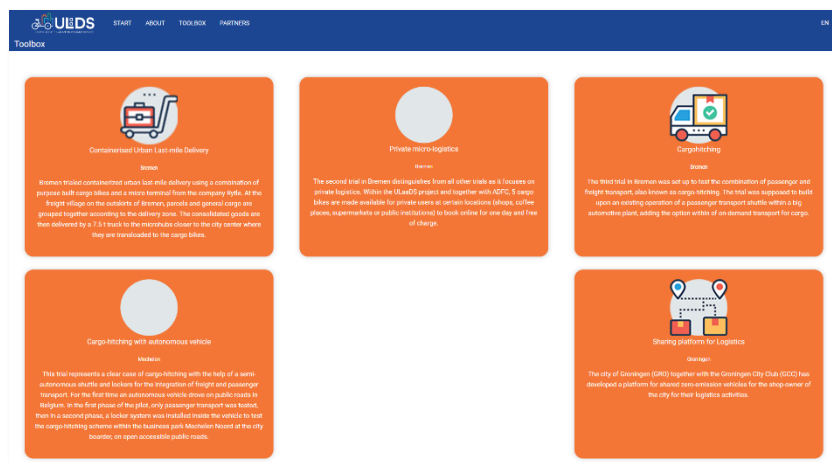 ULaaDS START ABOUT TOOLBOX PARTNERS EN
Toolbox
Containerised Urban Last-mile Delivery
Bremen
Bremen trialed containerized urban last-mile delivery using a combination of
purpose built cargo bikes and a micro terminal from the company Rytle. At the
freight village on the outskirts of Bremen, parcels and general cargo are
grouped together according to the delivery zone. The consolidated goods are
then delivered by a 7.5 t truck to the microhubs closer to the city center where
they are transloaded to the cargo bikes.
Private micro-logistics
Bremen
The second trial in Bremen distinguishes from all other trials as it focuses on
private logistics. Within the ULaaDS project and together with ADFC, 5 cargo
bikes are made available for private users at certain locations (shops, coffee
places, supermarkets or public institutions) to book online for one day and free
of charge.
Cargohitching
Bremen
The third trial in Bremen was set up to test the combination of passenger and
freight transport, also known as cargo-hitching. The trial was supposed to build
upon an existing operation of a passenger transport shuttle within a big
automotive plant, adding the option within of on demand transport for cargo.
Cargo-hitching with autonomous vehicle
Mechelen
This trial represents a clear case of cargo-hitching with the help of a semi-
autonomous shuttle and lockers for the integration of freight and passenger
transport. For the first time an autonomous vehicle drove on public roads in
Belgium. In the first phase of the pilot, only passenger transport was tested,
then in a second phase, a locker system was installed inside the vehicle to test
the cargo-hitching scheme within the business park Mechelen Noord at the city
boarder, on open accessible public roads.
Sharing platform for Logistics
Groningen
The city of Groningen (GRO) together with the Groningen City Club (GCC) has
developed a platform for shared zero-emission vehicles for the shop-owner of
the city for their logistics activities.